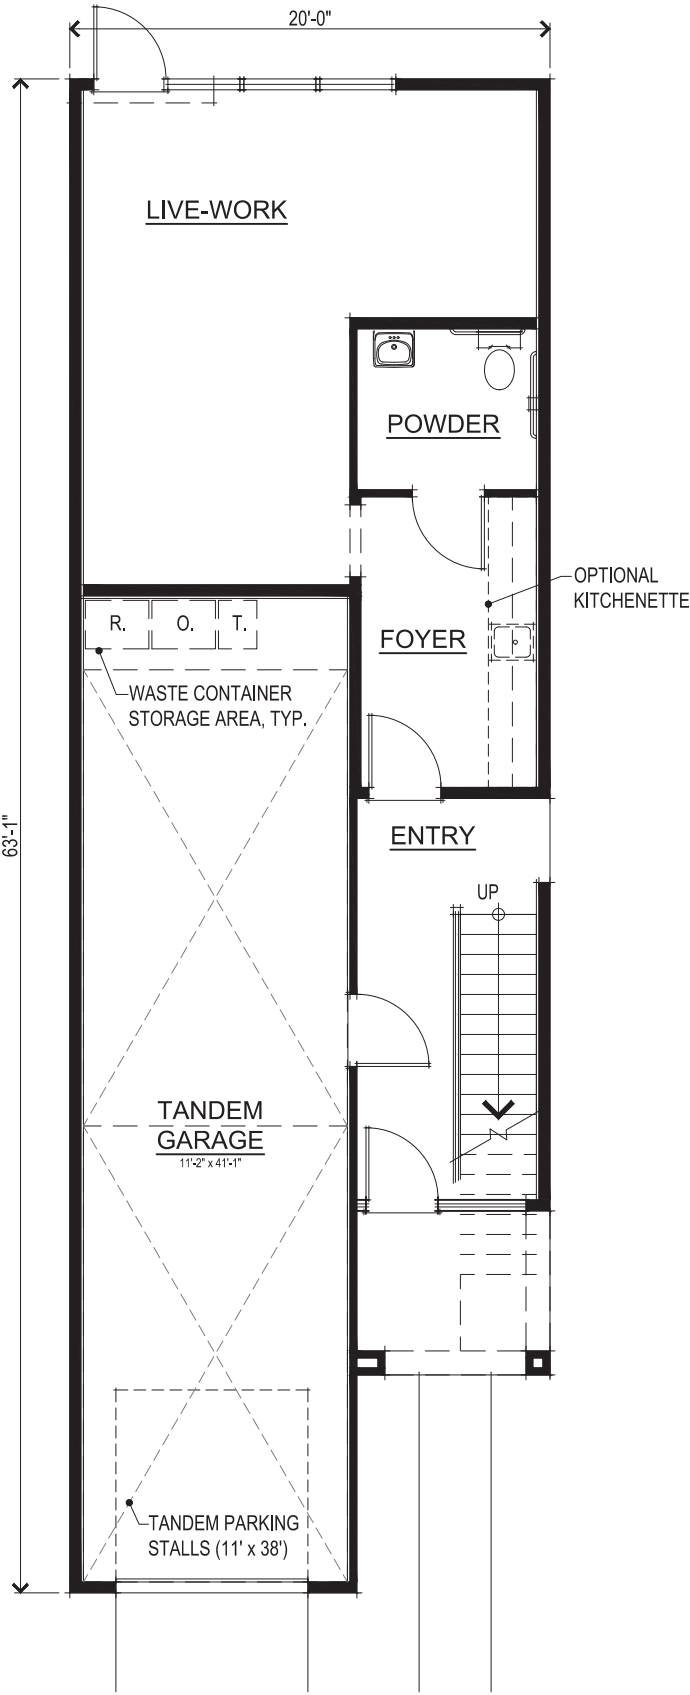 20'-0"
LIVE-WORK
POWDER
OPTIONAL
KITCHENETTE
R. O. T.
FOYER
WASTE CONTAINER
STORAGE AREA, TYP.
63'-1"
ENTRY
UP
TANDEM
GARAGE
11'-2" x 41'-1"
TANDEM PARKING
STALLS (11' x 38')